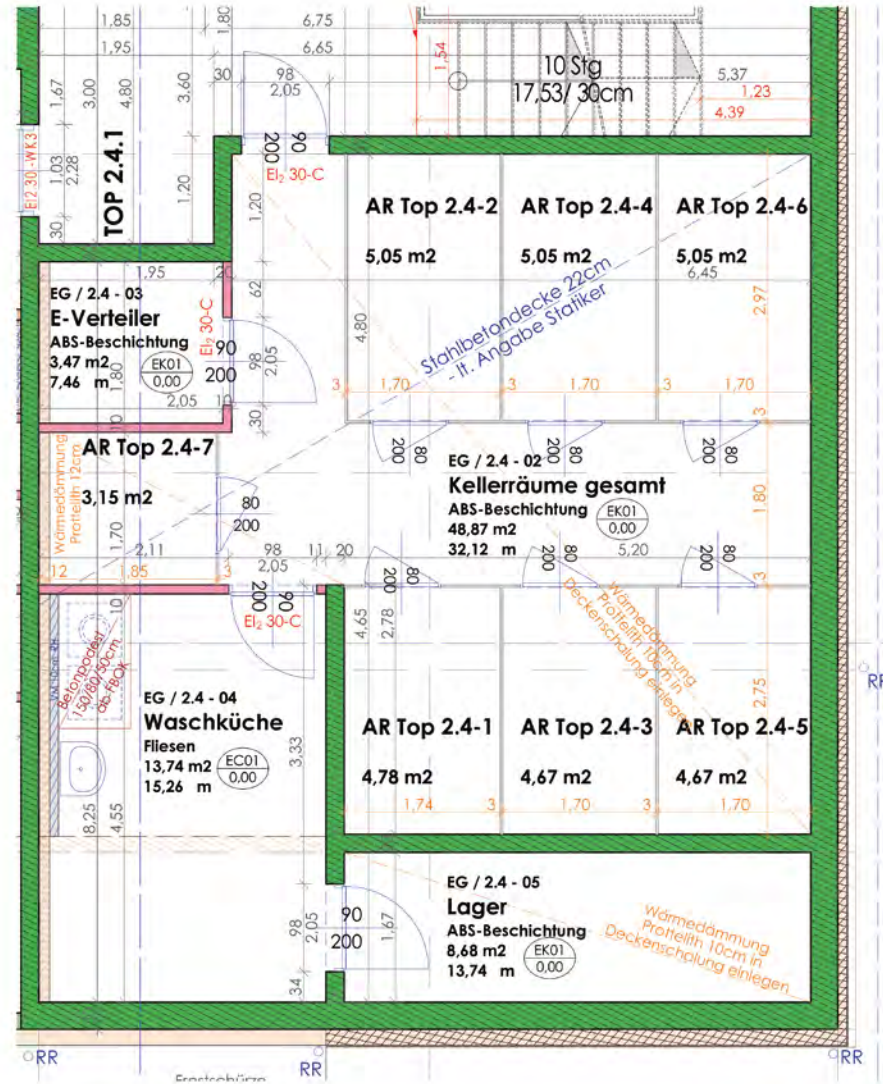 1,85
1,95
1,80
6,75
6,65
30
98
2,05
3,60
1,67
3,00
4,80
1,54
10 Stg
17,53/ 30cm
5,37
1,23
4.39
EI2 30 -WK3
1,03
2,28
30
TOP 2.4.1
1,20
200
90
EI₂ 30-C
1,20
AR Top 2.4-2
5,05 m2
AR Top 2.4-4
5,05 m2
AR Top 2.4-6
5,05 m2
6,45
2,97
1,95
20
62
EG / 2.4 - 03
E-Verteiler
ABS-Beschichtung
3,47 m2
7,46 m
EK01
0,00
1,80
2,05
10
EI₂ 30-C
90
200
98
2,05
30
4,80
Stahlbetondecke 22cm
- lt. Angabe Statiker
3
1,70
3
1,70
3
1,70
3
10
AR Top 2.4-7
3,15 m2
Wärmedämmung
Prottelith 12cm
1,70
80
200
200
80
200
80
200
80
EG / 2.4 - 02
Kellerräume gesamt
ABS-Beschichtung
48,87 m2
32,12 m
EK01
0,00
1,80
5,20
2,11
98
2,05
11
20
12
1,85
3
200
80
200
80
200
80
3
10
200
90
EI₂ 30-C
Betonpodest
150/80/50cm
ab FBOK
4,65
2,78
Wärmedämmung
Prottelith 10cm in
Deckenschalung einlegen
2,75
EG / 2.4 - 04
Waschküche
Fliesen
13,74 m2
15,26 m
EC01
0,00
3,33
8,25
4,55
AR Top 2.4-1
4,78 m2
AR Top 2.4-3
4,67 m2
AR Top 2.4-5
4,67 m2
1,74
3
1,70
3
1,70
RR
EG / 2.4 - 05
Lager
ABS-Beschichtung
8,68 m2
13,74 m
EK01
0,00
90
200
98
2,05
1,67
34
Wärmedämmung
Prottelith 10cm in
Deckenschalung einlegen
RR
RR
RR
Frostschürze